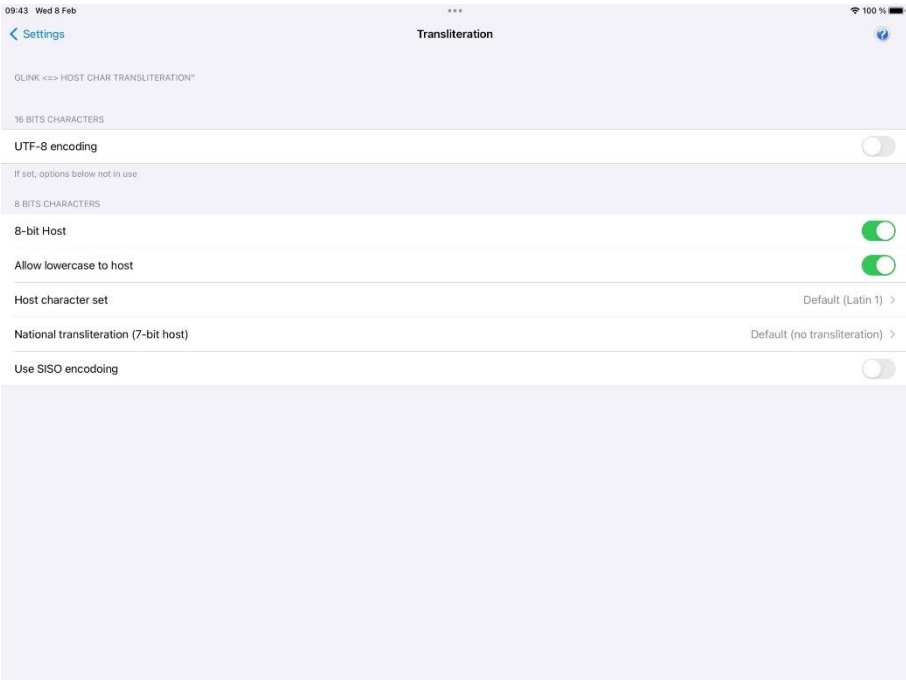 09:43 Wed 8 Feb 100 %
Settings Transliteration ?
GLINK <=> HOST CHAR TRANSLITERATION"
16 BITS CHARACTERS
UTF-8 encoding
If set, options below not in use
8 BITS CHARACTERS
8-bit Host
Allow lowercase to host
Host character set Default (Latin 1)
National transliteration (7-bit host) Default (no transliteration)
Use SISO encodoing